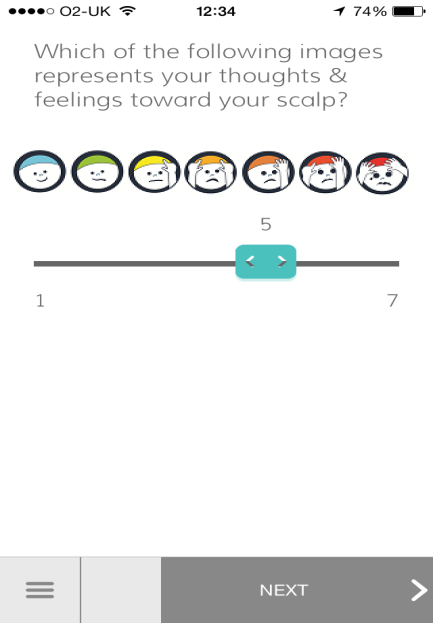 O2-UK 12:34 74%
Which of the following images
represents your thoughts &
feelings toward your scalp?
5
1 7
NEXT